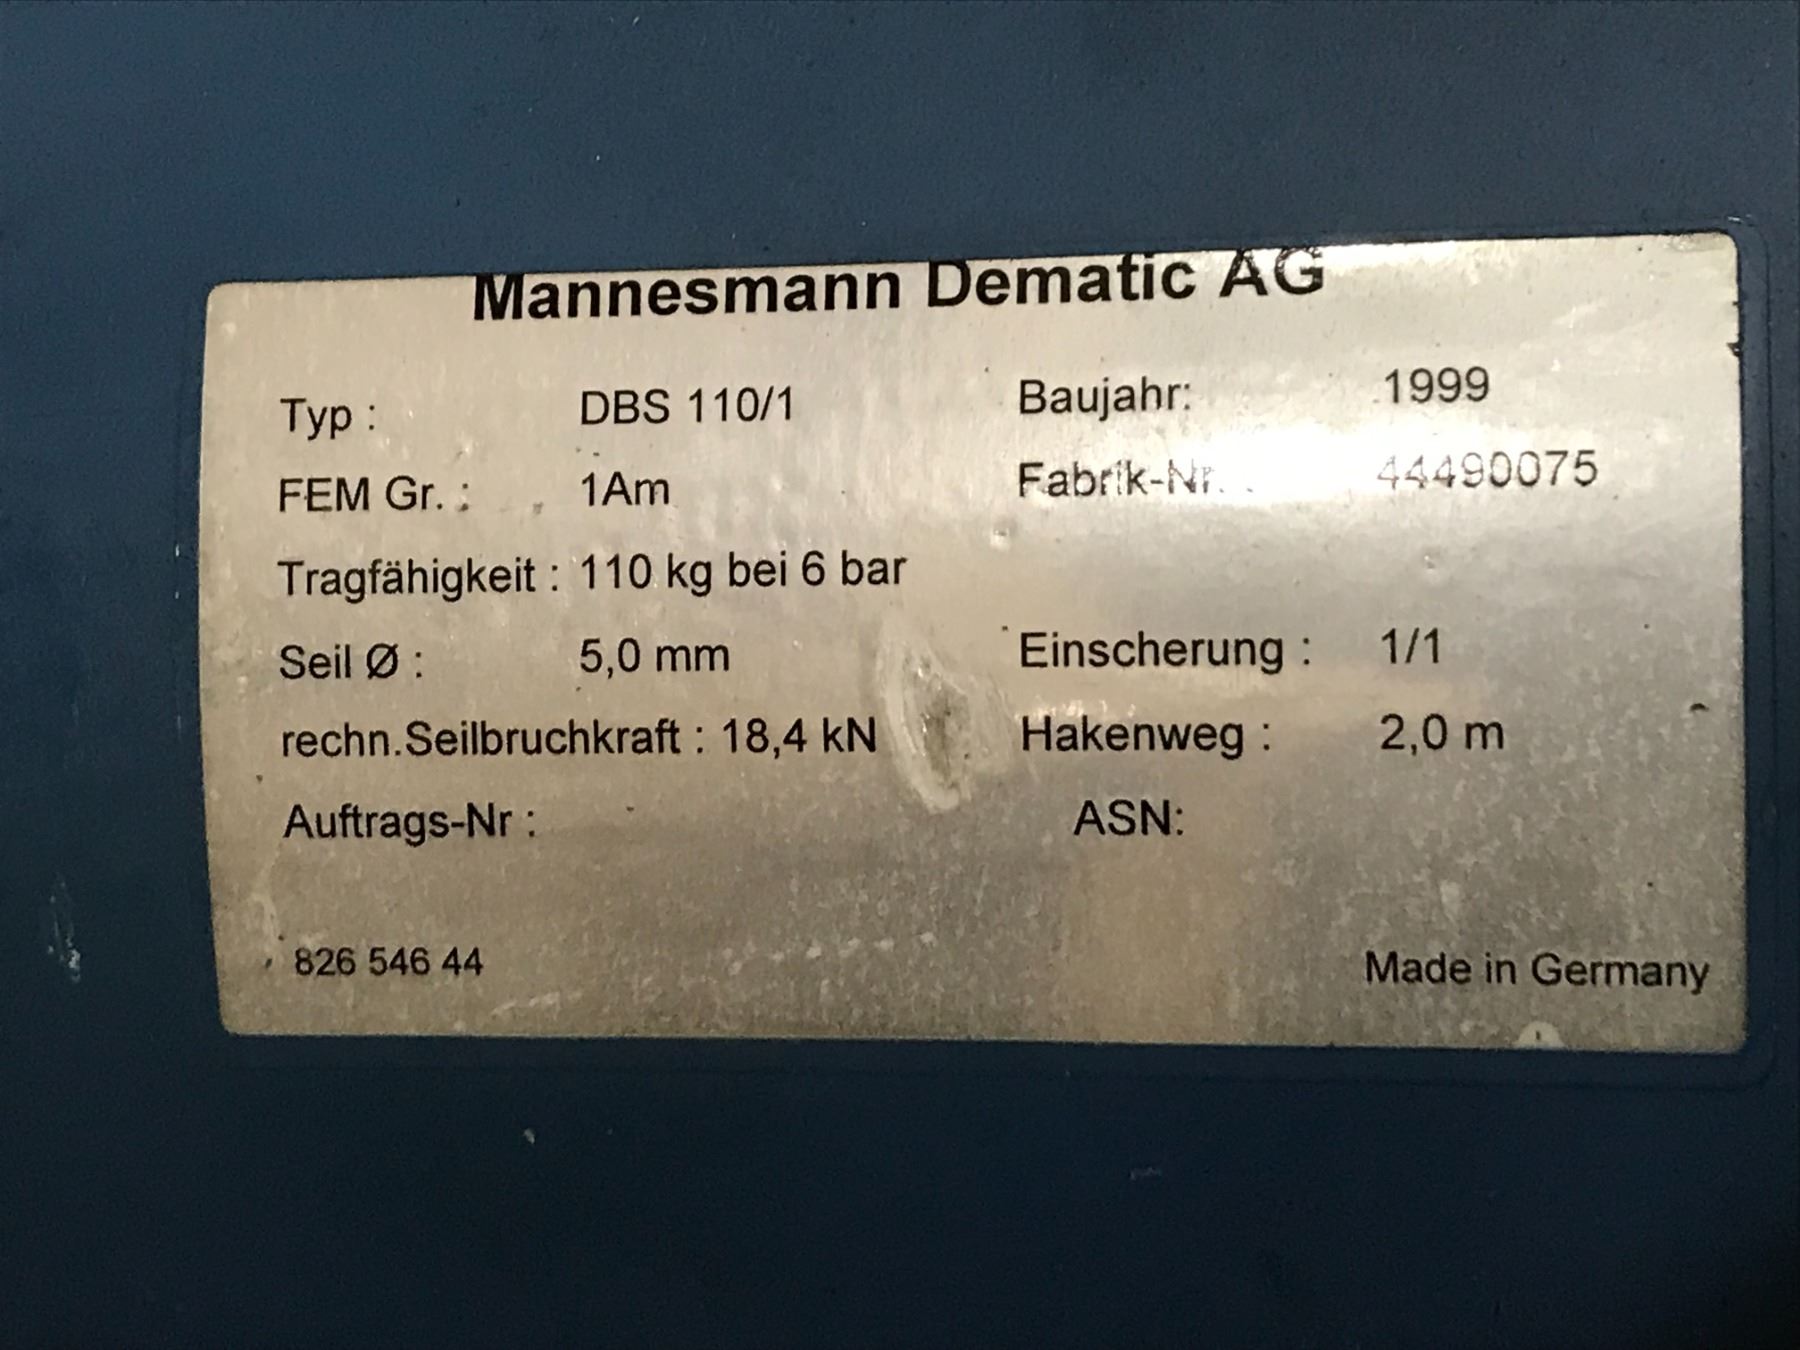 Mannesmann Dematic AG
Typ : DBS 110/1 Baujahr: 1999
FEM Gr. : 1Am Fabrik-Nr. 44490075
Tragfähigkeit : 110 kg bei 6 bar
Seil Ø : 5,0 mm Einscherung : 1/1
rechn.Seilbruchkraft : 18,4 kN Hakenweg : 2,0 m
Auftrags-Nr : ASN:
826 546 44 Made in Germany